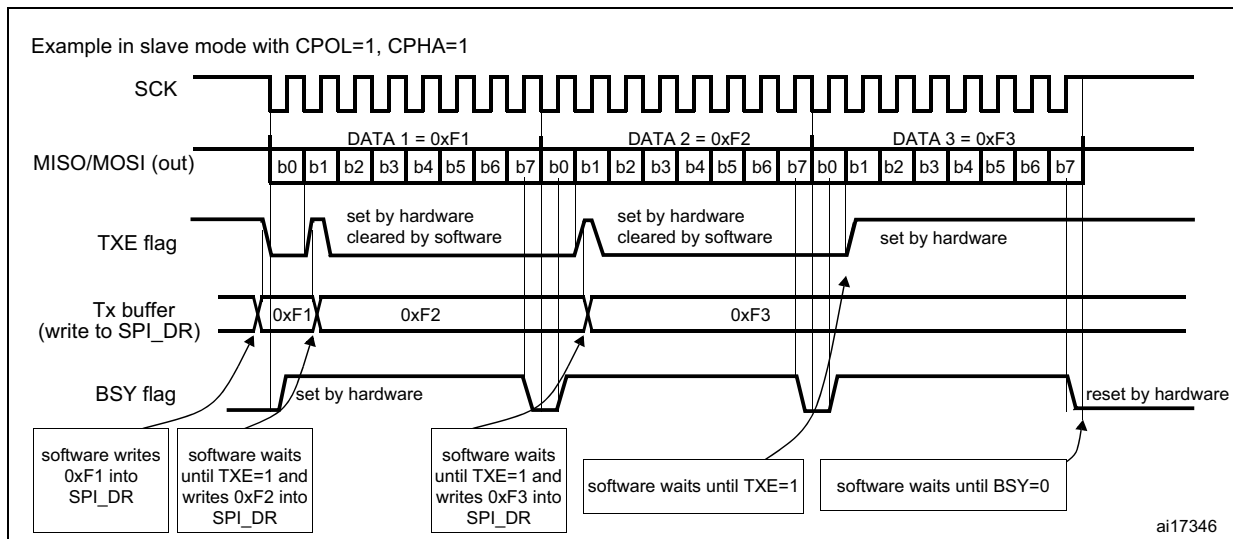 Example in slave mode with CPOL=1, CPHA=1
SCK
DATA 1 = 0xF1 DATA 2 = 0xF2 DATA 3 = 0xF3
MISO/MOSI (out) b0 b1 b2 b3 b4 b5 b6 b7 b0 b1 b2 b3 b4 b5 b6 b7 b0 b1 b2 b3 b4 b5 b6 b7
TXE flag
set by hardware
cleared by software
set by hardware
cleared by software
set by hardware
Tx buffer
(write to SPI_DR)
0xF1 0xF2 0xF3
BSY flag
set by hardware
reset by hardware
software writes
0xF1 into
SPI_DR
software waits
until TXE=1 and
writes 0xF2 into
SPI_DR
software waits
until TXE=1 and
writes 0xF3 into
SPI_DR
software waits until TXE=1
software waits until BSY=0
ai17346